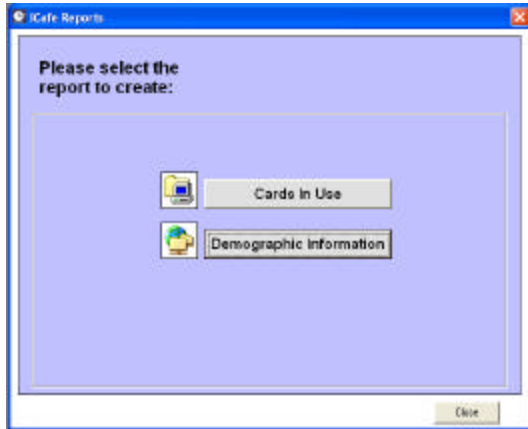 ICafe Reports
Please select the
report to create:
Cards In Use
Demographic Information
Close